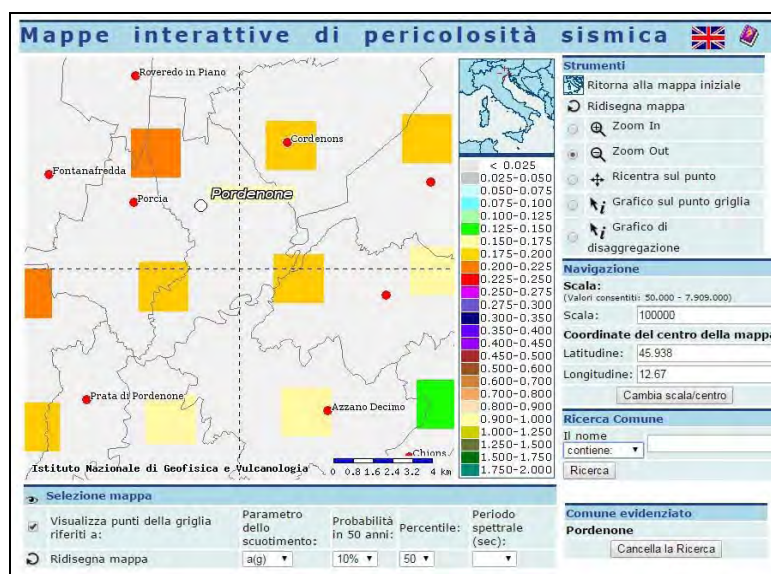 Mappe interattive di pericolosità sismica
Roveredo in Piano
Cordenons
Fontanafredda
Porcia
Pordenone
Prata di Pordenone
Azzano Decimo
Chions
Istituto Nazionale di Geofisica e Vulcanologia
0 0.8 1.6 2.4 3.2 4 km
< 0.025
0.025-0.050
0.050-0.075
0.075-0.100
0.100-0.125
0.125-0.150
0.150-0.175
0.175-0.200
0.200-0.225
0.225-0.250
0.250-0.275
0.275-0.300
0.300-0.350
0.350-0.400
0.400-0.450
0.450-0.500
0.500-0.600
0.600-0.700
0.700-0.800
0.800-0.900
0.900-1.000
1.000-1.250
1.250-1.500
1.500-1.750
1.750-2.000
Strumenti
Ritorna alla mappa iniziale
Ridisegna mappa
Zoom In
Zoom Out
Ricentra sul punto
Grafico sul punto griglia
Grafico di
disaggregazione
Navigazione
Scala:
(Valori consentiti: 50.000 - 7.909.000)
Scala: 100000
Coordinate del centro della mappa
Latitudine: 45.938
Longitudine: 12.67
Cambia scala/centro
Ricerca Comune
Il nome
contiene:
Ricerca
Selezione mappa
Visualizza punti della griglia
riferiti a:
Parametro
dello
scuotimento:
Probabilità
in 50 anni:
Percentile:
Periodo
spettrale
(sec):
Ridisegna mappa
a(g) 10% 50
Comune evidenziato
Pordenone
Cancella la Ricerca